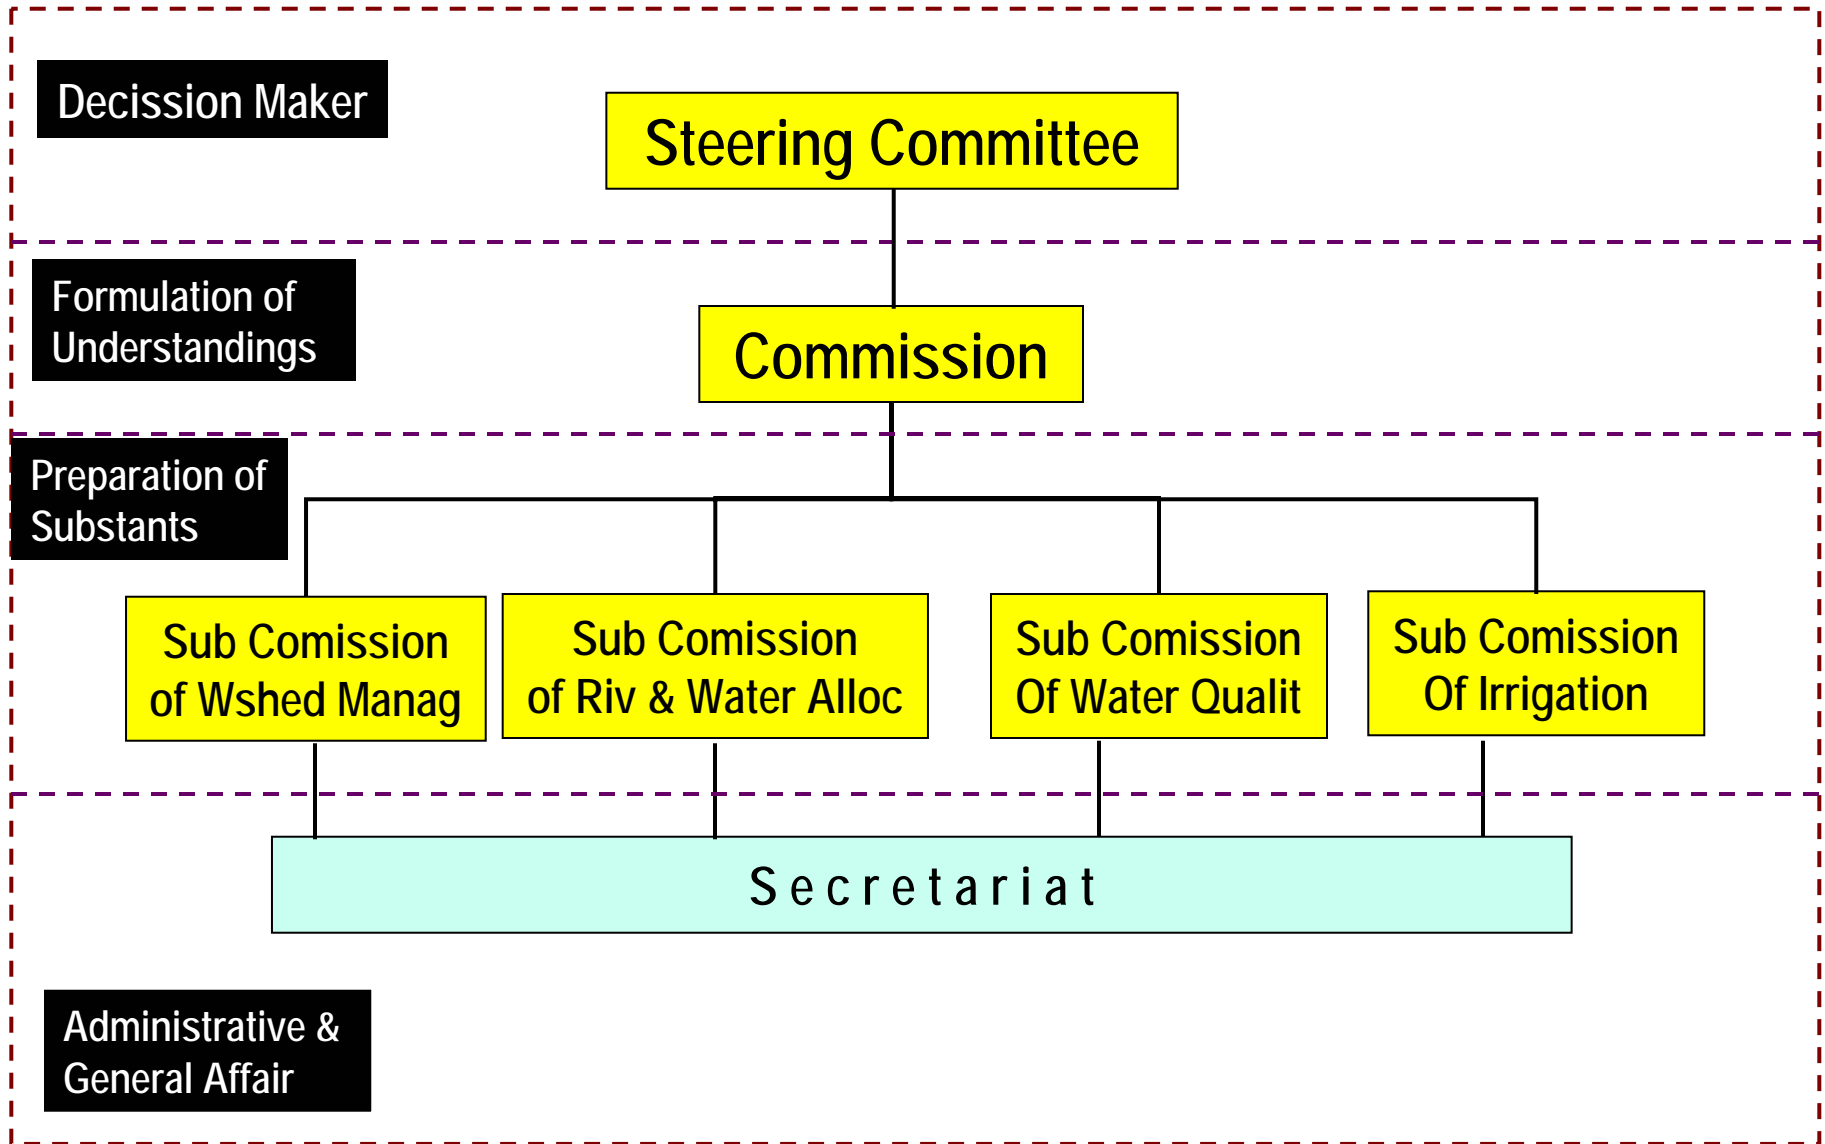 Decission Maker
Steering Committee
Formulation of
Understandings
Commission
Preparation of
Substants
Sub Comission
of Wshed Manag
Sub Comission
of Riv & Water Alloc
Sub Comission
Of Water Qualit
Sub Comission
Of Irrigation
S e c r e t a r i a t
Administrative &
General Affair